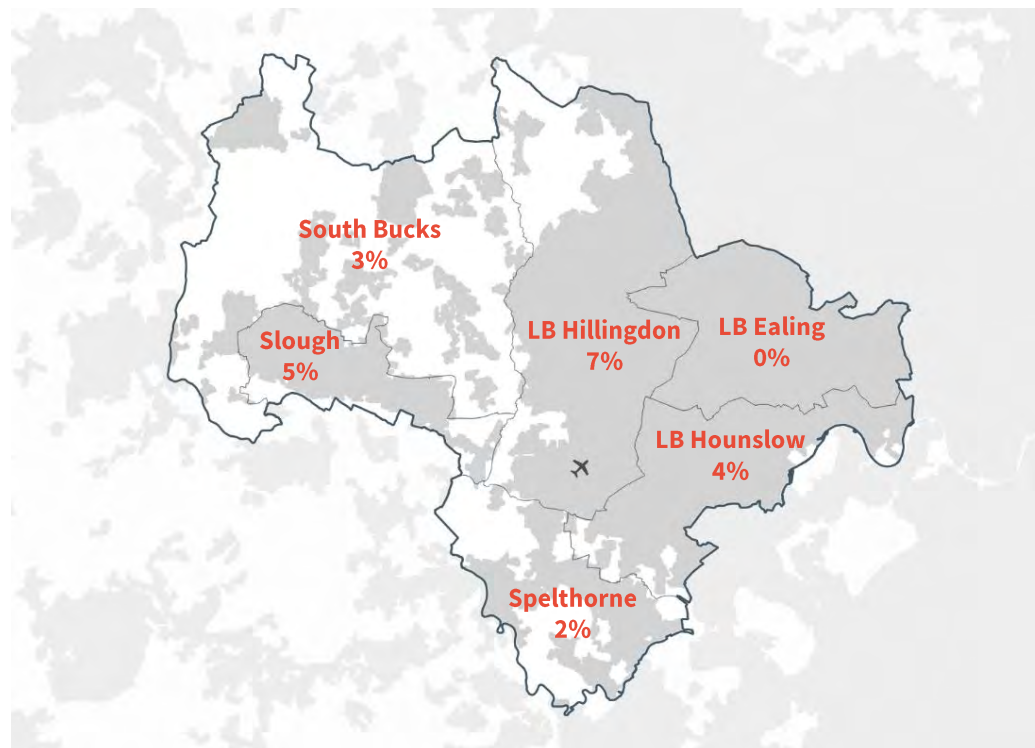 South Bucks
3%
Slough
5%
LB Hillingdon
7%
LB Ealing
0%
LB Hounslow
4%
Spelthorne
2%